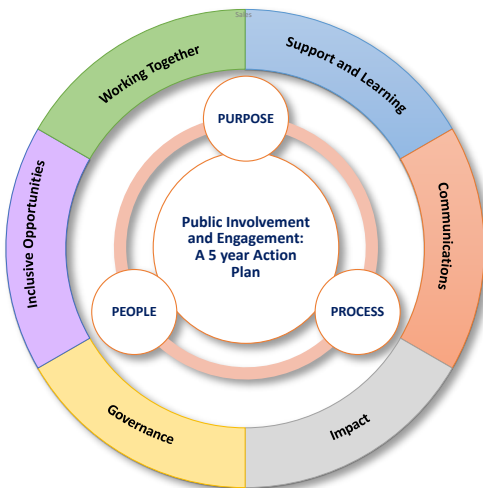 Sales
Working Together
Support and Learning
PURPOSE
Inclusive Opportunities
Public Involvement
and Engagement:
A 5 year Action
Plan
Communications
PEOPLE
PROCESS
Governance
Impact